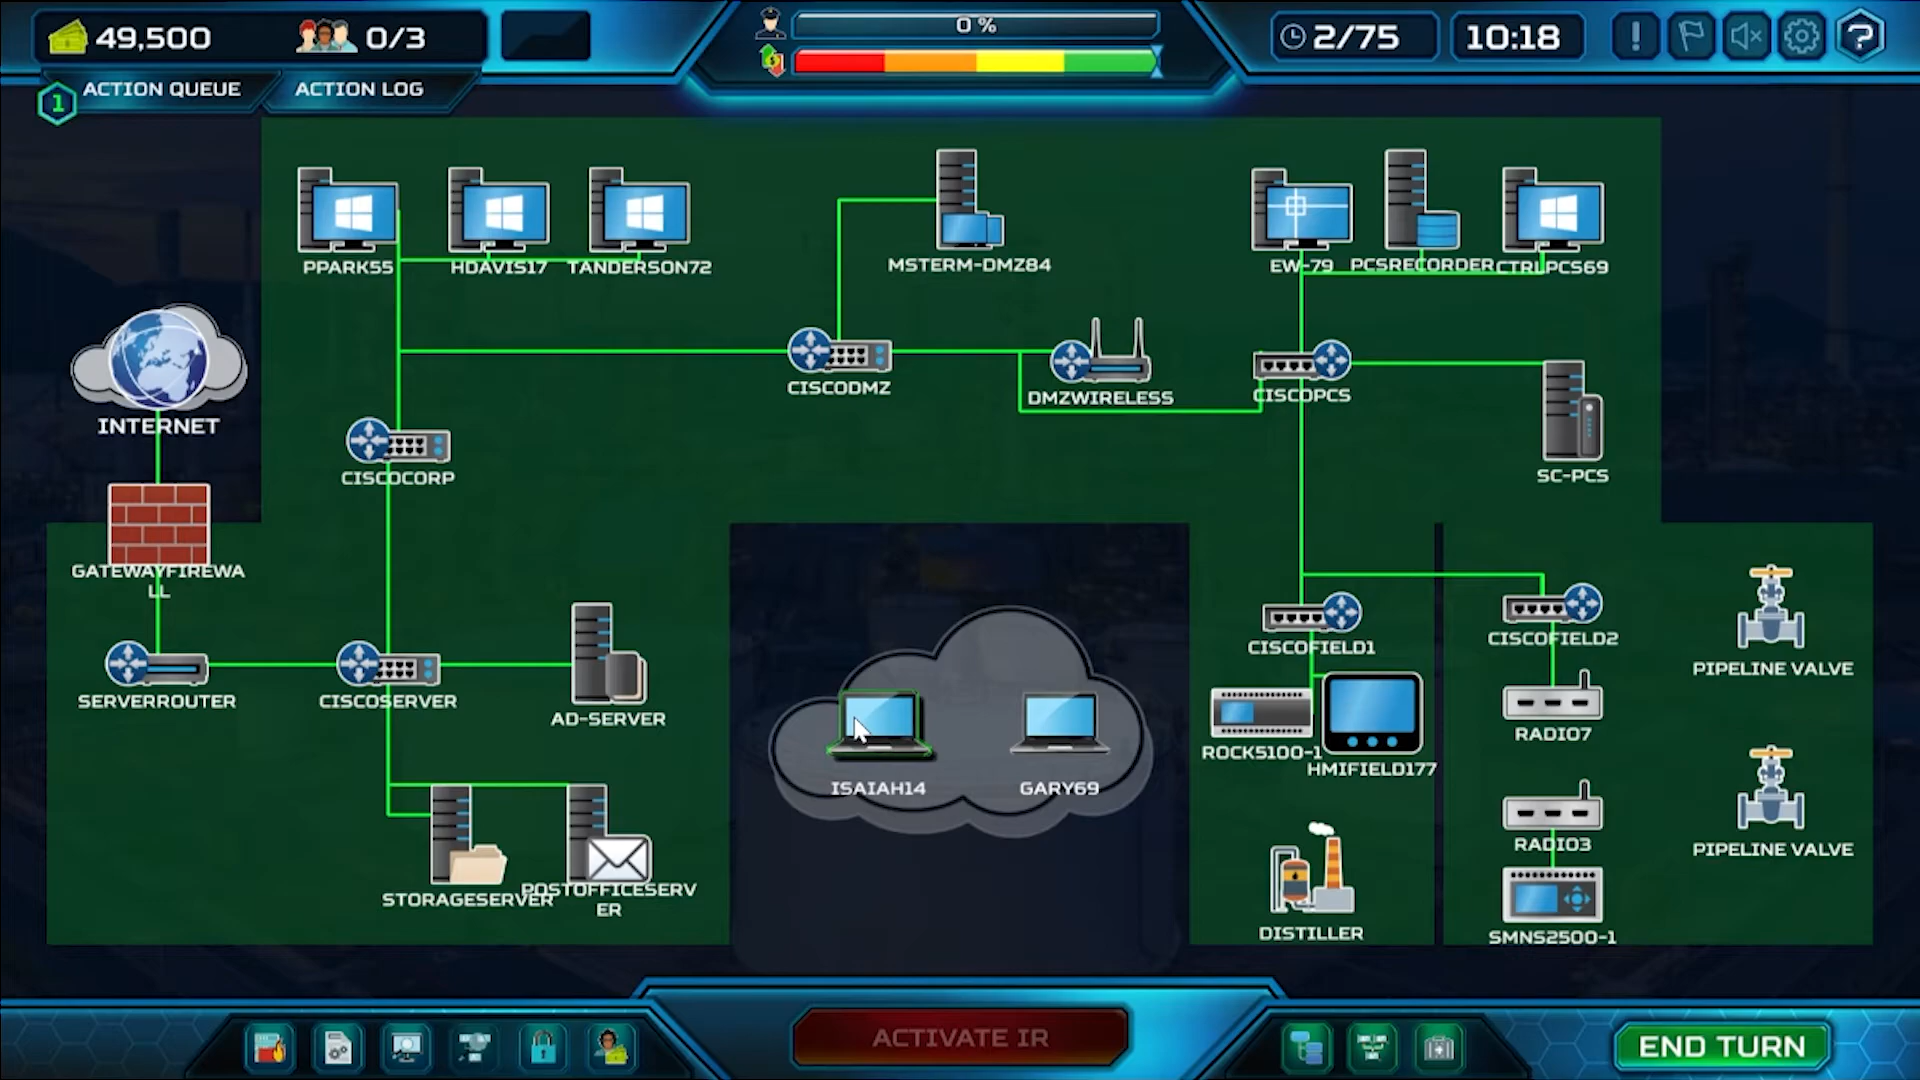 49,500
0/3
0 %
2/75
10:18
ACTION QUEUE
ACTION LOG
1
PPARK55
HDAVIS17
TANDERSON72
MSTERM-DMZ84
EW-79
PCSRECORDER
CTRLPCS69
INTERNET
CISCODMZ
DMZWIRELESS
CISCOPCS
CISCOCORP
SC-PCS
GATEWAYFIREWA
LL
CISCOFIELD1
CISCOFIELD2
PIPELINE VALVE
SERVERROUTER
CISCOSERVER
AD-SERVER
RADIO7
ROCK5100-1
HMIFIELD177
ISAIAH14
GARY69
RADIO3
PIPELINE VALVE
STORAGESERVER
POSTOFFICESERV
ER
DISTILLER
SMNS2500-1
ACTIVATE IR
END TURN